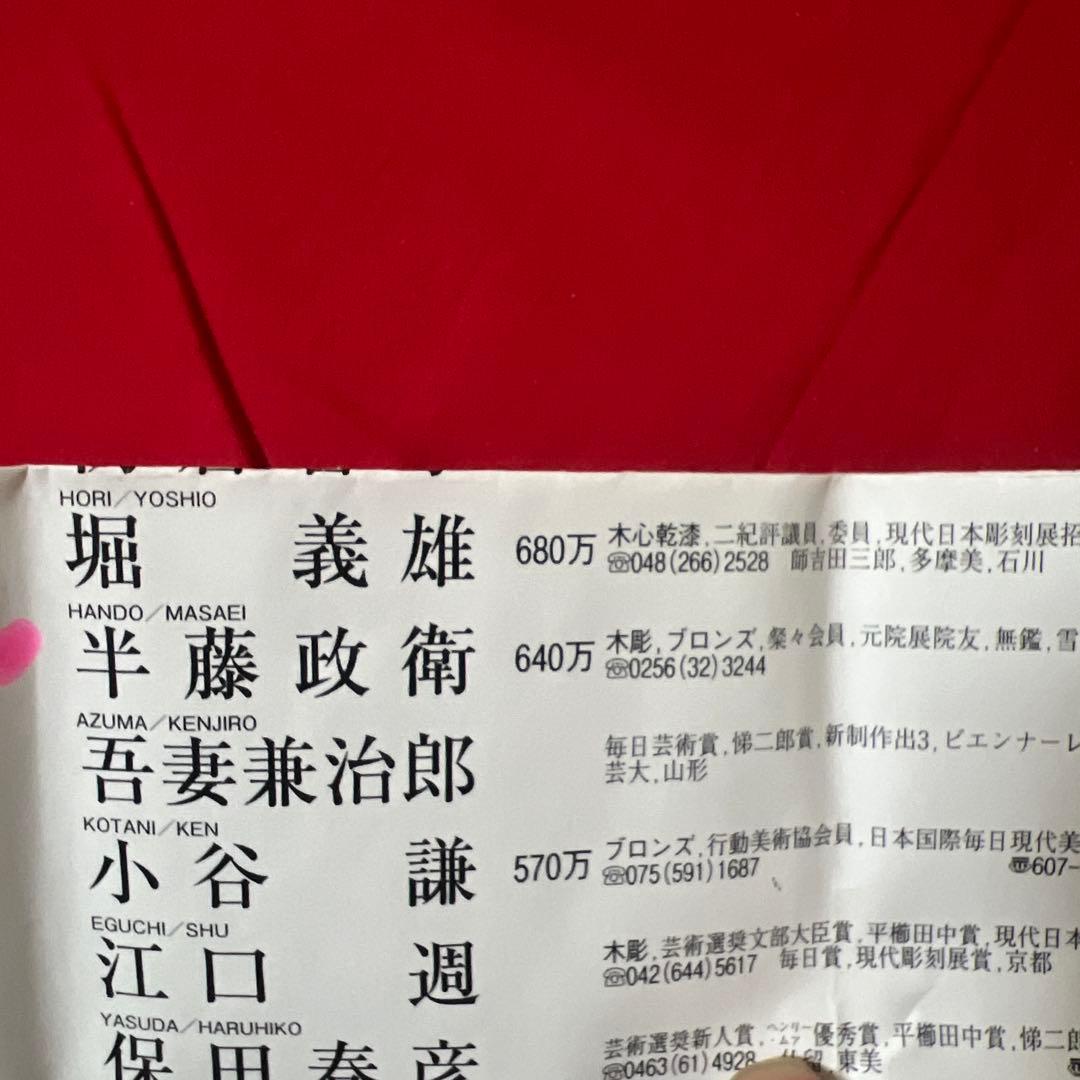 HORI/YOSHIO
堀 義 雄 680万 木心乾漆,二紀評議員,委員,現代日本彫刻展招
☎048(266)2528 師吉田三郎,多摩美,石川
HANDO/MASAEI
半 藤 政 衛 640万 木彫,ブロンズ,燦々会員,元院展院友,無鑑,雪
☎0256(32)3244
AZUMA/KENJIRO
吾妻兼治郎 毎日芸術賞,悌二郎賞,新制作出3,ビエンナーレ
芸大,山形
KOTANI/KEN
小 谷 謙 570万 ブロンズ,行動美術協会員,日本国際毎日現代美
☎075(591)1687 〠607-
EGUCHI/SHU
江 口 週 木彫,芸術選奨文部大臣賞,平櫛田中賞,現代日本
☎042(644)5617 毎日賞,現代彫刻展賞,京都
YASUDA/HARUHIKO
保 田 春 彦 芸術選奨新人賞,ヘンリー・ムア優秀賞,平櫛田中賞,悌二郎
☎0463(61)4928 留,東美